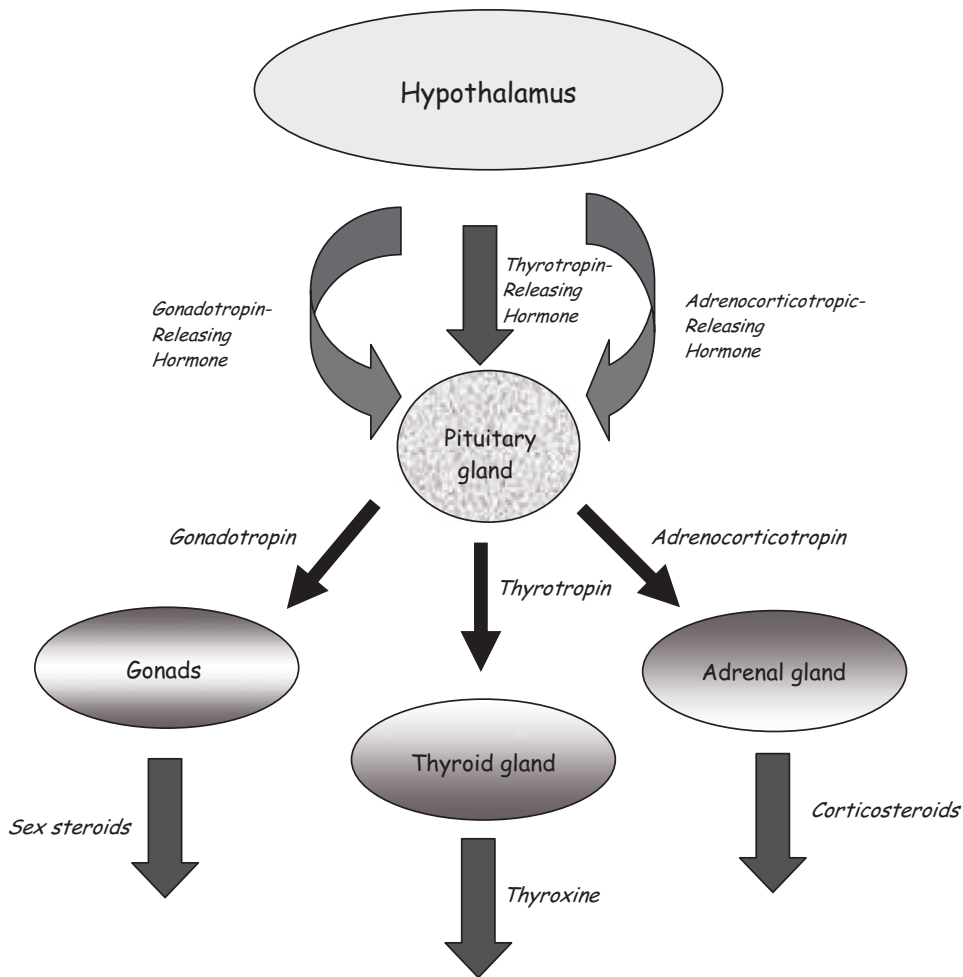 Hypothalamus
Gonadotropin-
Releasing
Hormone
Thyrotropin-
Releasing
Hormone
Adrenocorticotropic-
Releasing
Hormone
Pituitary
gland
Gonadotropin
Thyrotropin
Adrenocorticotropin
Gonads
Thyroid gland
Adrenal gland
Sex steroids
Thyroxine
Corticosteroids